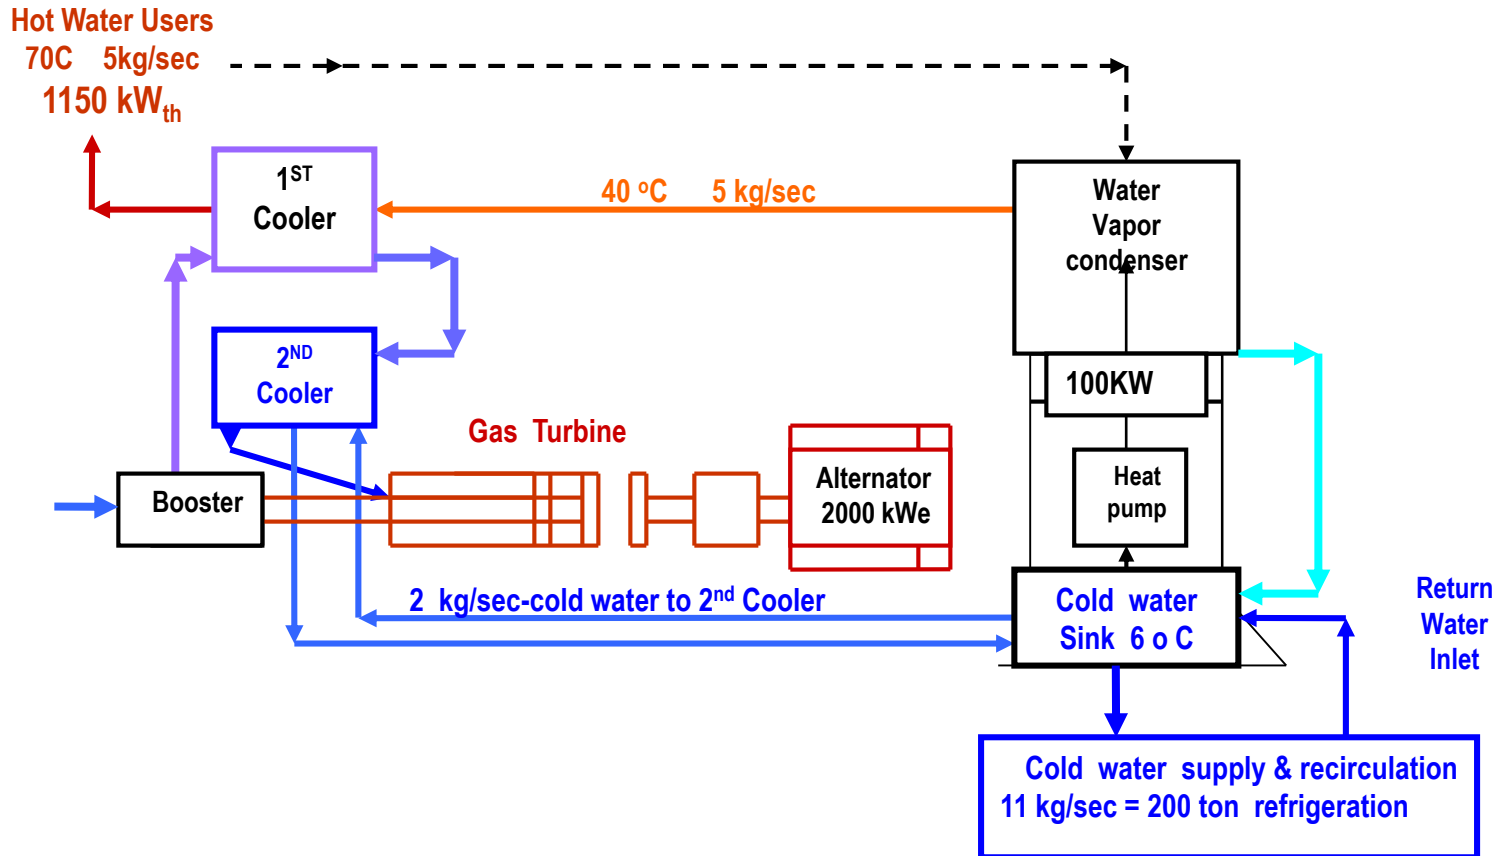 Hot Water Users
70C 5kg/sec
1150 kWth
1ST
Cooler
40 oC 5 kg/sec
Water
Vapor
condenser
2ND
Cooler
100KW
Gas Turbine
Booster
Alternator
2000 kWe
Heat
pump
2 kg/sec-cold water to 2nd Cooler
Cold water
Sink 6 o C
Return
Water
Inlet
Cold water supply & recirculation
11 kg/sec = 200 ton refrigeration